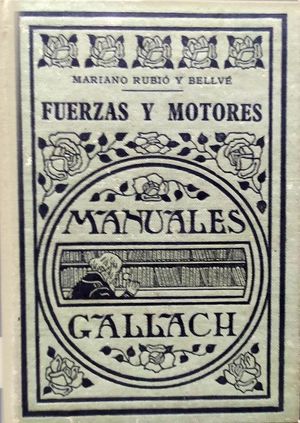 MARIANO RUBIÓ Y BELLVÉ
FUERZAS Y MOTORES
MANUALES
GALLACH